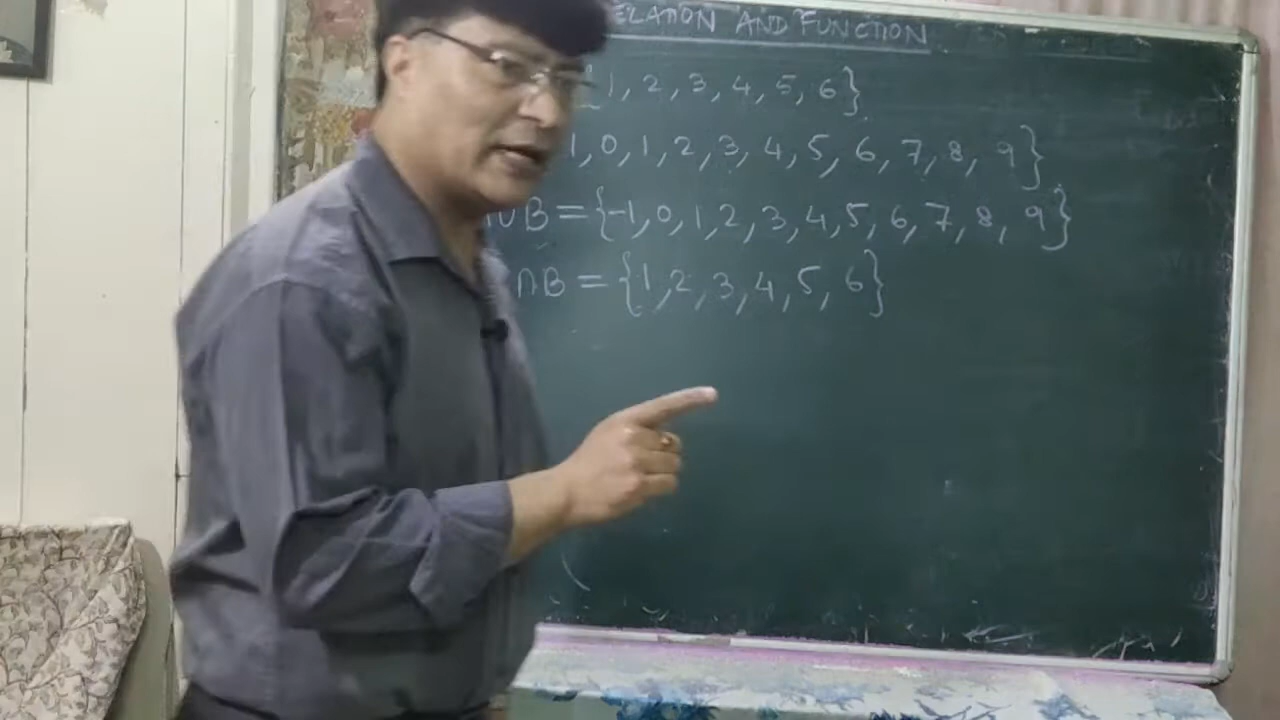 ELATION AND FUNCTION
{1, 2, 3, 4, 5, 6}
1, 0, 1, 2, 3, 4, 5, 6, 7, 8, 9}
∪B = {-1, 0, 1, 2, 3, 4, 5, 6, 7, 8, 9}
∩B = {1, 2, 3, 4, 5, 6}